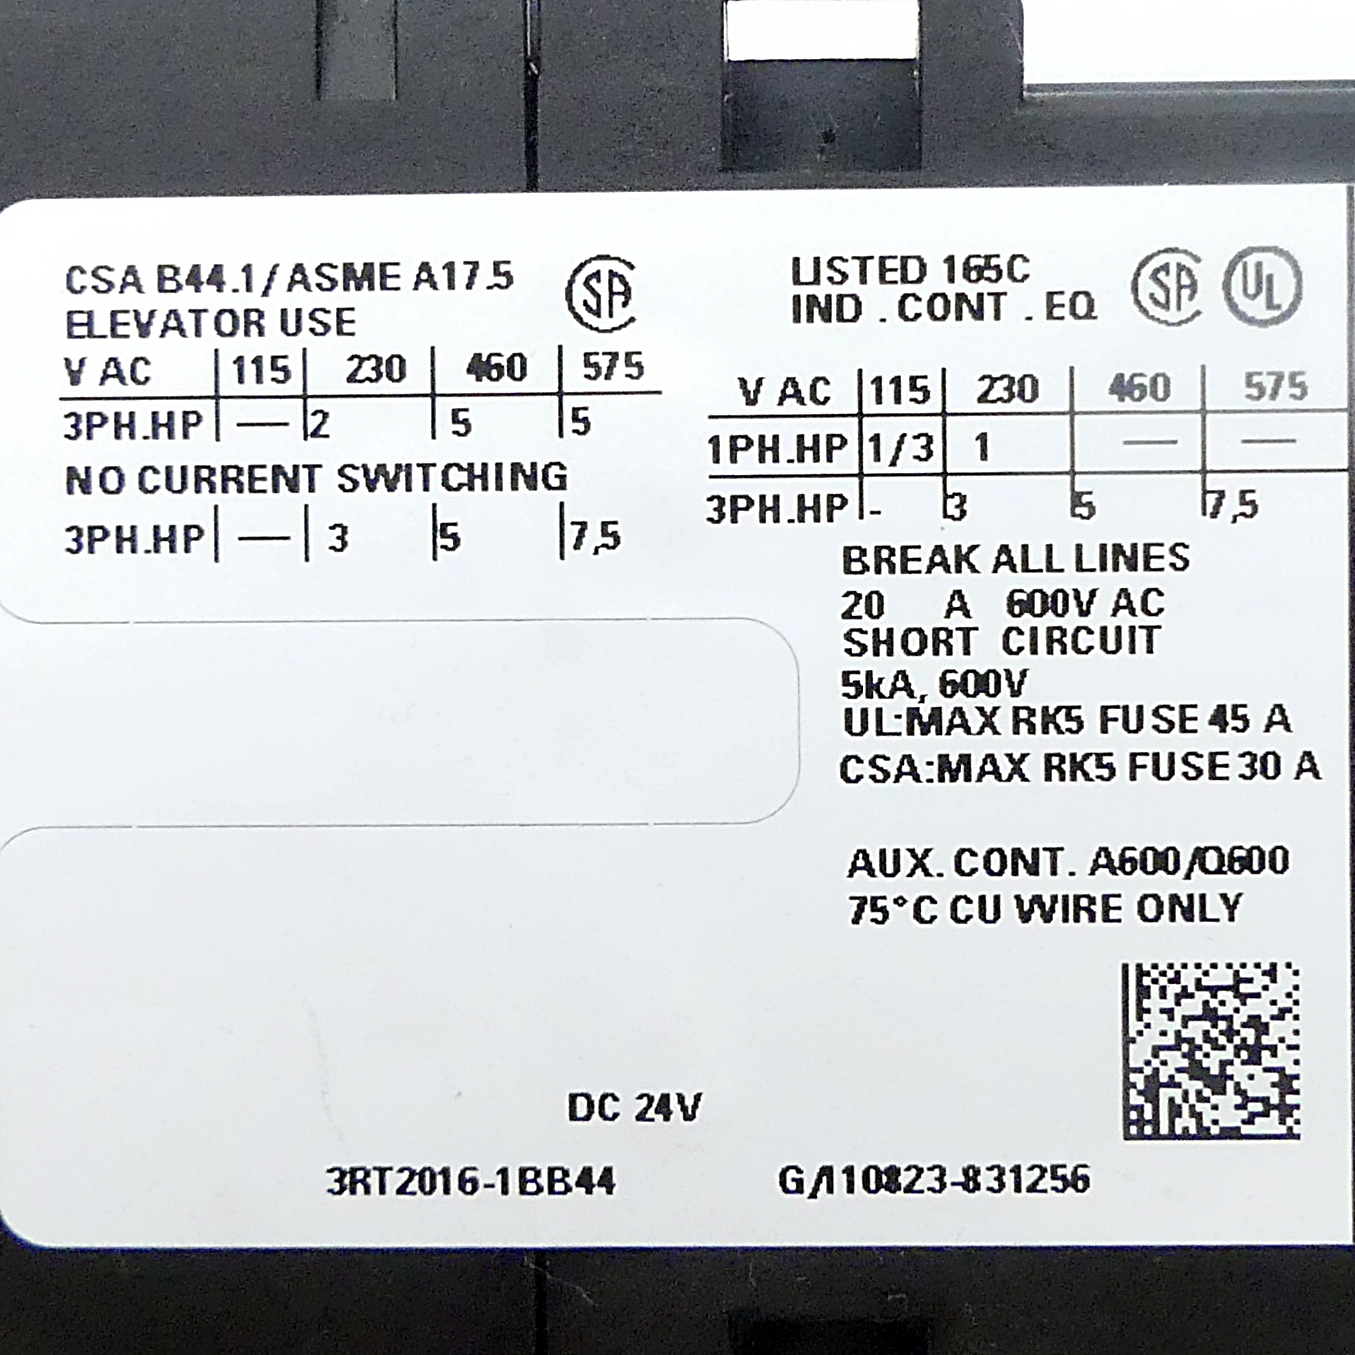 CSA B44.1/ASME A17.5
ELEVATOR USE
V AC | 115 | 230 | 460 | 575
3PH.HP | — | 2 | 5 | 5
NO CURRENT SWITCHING
3PH.HP | — | 3 | 5 | 7,5
LISTED 165C
IND . CONT . EQ
V AC | 115 | 230 | 460 | 575
1PH.HP | 1/3 | 1 | — | —
3PH.HP | - | 3 | 5 | 7,5
BREAK ALL LINES
20 A 600V AC
SHORT CIRCUIT
5kA, 600V
UL:MAX RK5 FUSE 45 A
CSA:MAX RK5 FUSE 30 A
AUX. CONT. A600/Q600
75°C CU WIRE ONLY
DC 24V
3RT2016-1BB44 G/110823-831256